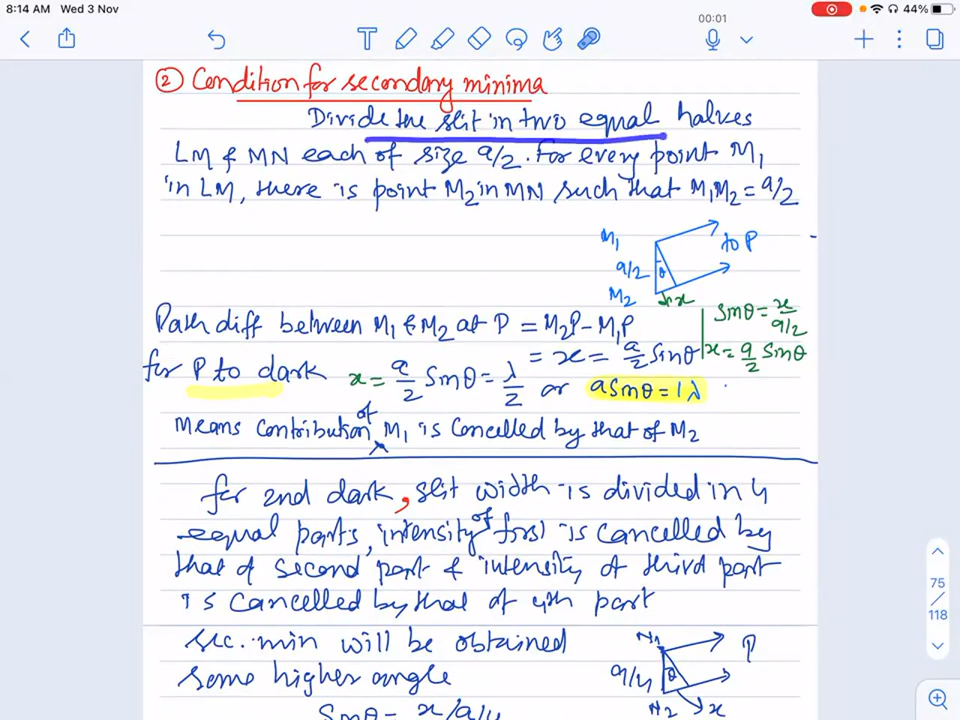 8:14 AM Wed 3 Nov
00:01
44%
② Condition for secondary minima
Divide the slit in two equal halves
LM & MN each of size a/2. For every point M1
in LM, there is point M2 in MN such that M1M2 = a/2
M1
to P
a/2
θ
M2
x
Path diff between M1 & M2 at P = M2P - M1P
Sinθ = x/a/2
= x = a/2 Sinθ
x = a/2 Sinθ
for P to dark x = a/2 Sinθ = λ/2 or aSinθ = 1λ
Means Contribution of M1 is Cancelled by that of M2
for 2nd dark, slit width is divided in 4
equal parts, intensity of first is cancelled by
that of second part & intensity of third part
is cancelled by that of 4th part
sec. min will be obtained
some higher angle
N1
P
a/4
θ
N2
x
Sinθ = x/a/4
75
/
118